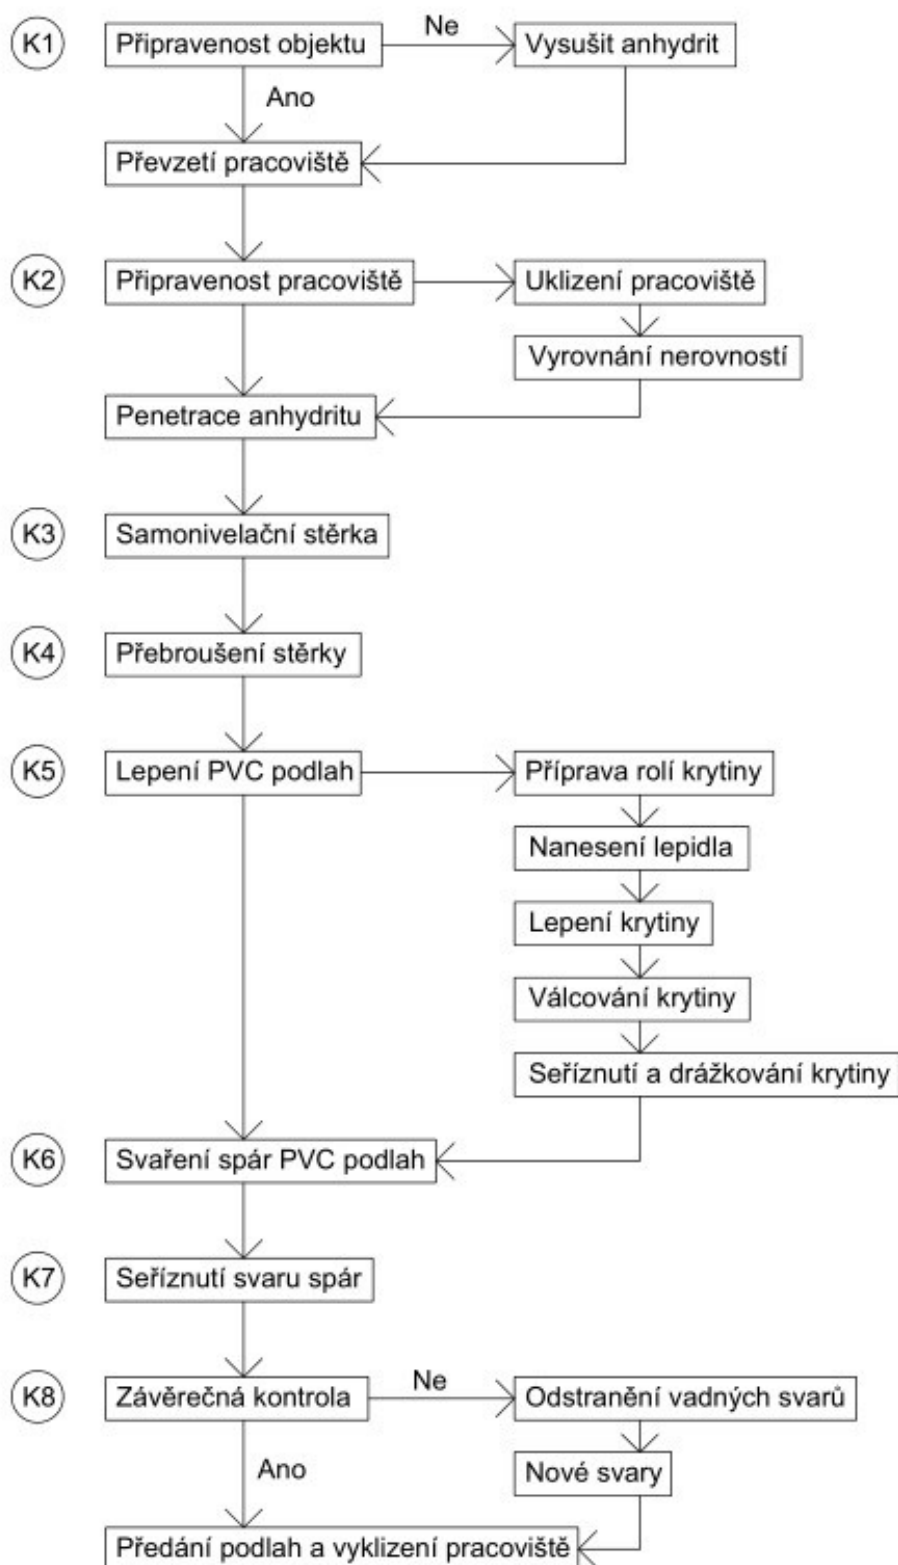 K1
Připravenost objektu
Ne
Vysušit anhydrit
Ano
Převzetí pracoviště
K2
Připravenost pracoviště
Uklizení pracoviště
Vyrovnání nerovností
Penetrace anhydritu
K3
Samonivelační stěrka
K4
Přebroušení stěrky
K5
Lepení PVC podlah
Příprava rolí krytiny
Nanesení lepidla
Lepení krytiny
Válcování krytiny
Seříznutí a drážkování krytiny
K6
Svaření spár PVC podlah
K7
Seříznutí svaru spár
K8
Závěrečná kontrola
Ne
Odstranění vadných svarů
Nové svary
Ano
Předání podlah a vyklizení pracoviště